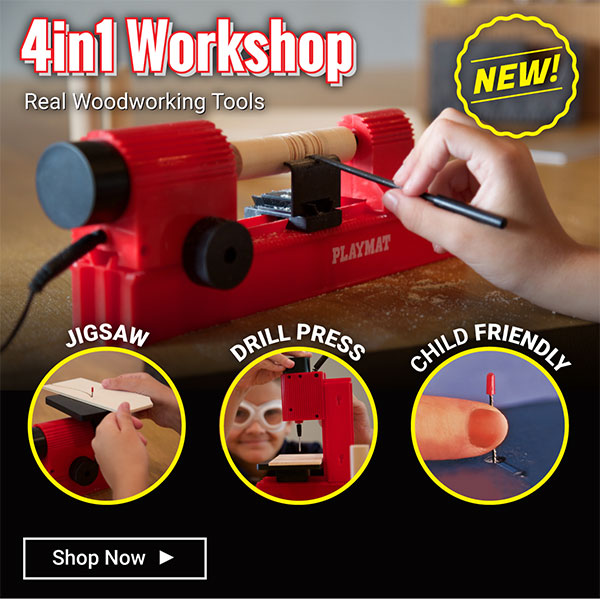 4in1 Workshop
Real Woodworking Tools
NEW!
PLAYMAT
JIGSAW
DRILL PRESS
CHILD FRIENDLY
Shop Now ►